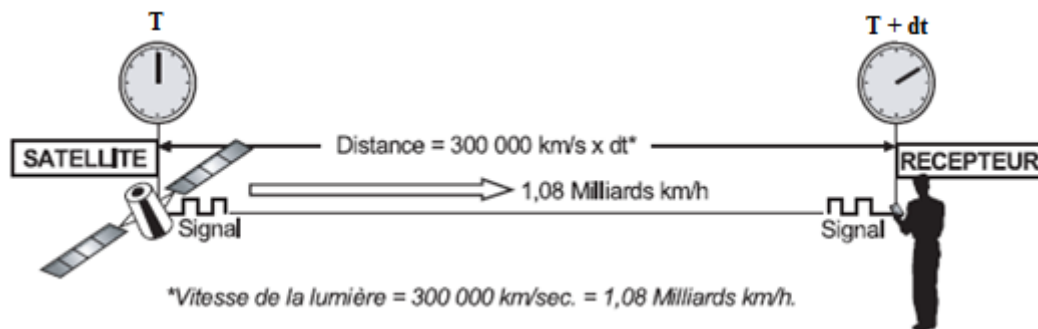 T
T + dt
Distance = 300 000 km/s x dt*
SATELLITE
RECEPTEUR
1,08 Milliards km/h
Signal
Signal
*Vitesse de la lumière = 300 000 km/sec. = 1,08 Milliards km/h.